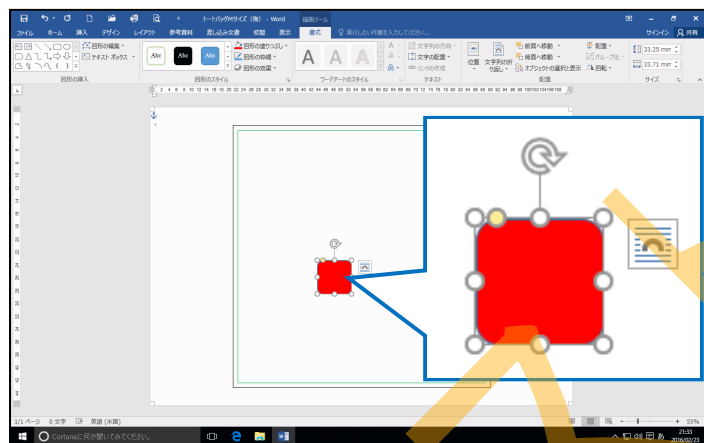 トートバッグMサイズ（横） - Word
描画ツール
ファイル ホーム 挿入 デザイン レイアウト 参考資料 差し込み文書 校閲 表示 書式 実行したい作業を入力してください... サインイン 共有
図形の編集
テキスト ボックス
図形の挿入
Abc Abc Abc
図形の塗りつぶし
図形の枠線
図形の効果
図形のスタイル
A A A
ワードアートのスタイル
文字列の方向
文字の配置
リンクの作成
テキスト
位置
文字列の折り返し
前面へ移動
背面へ移動
オブジェクトの選択と表示
配置
グループ化
回転
配置
33.25 mm
33.71 mm
サイズ
1/1 ページ 0 文字 英語 (米国) 55%
Cortanaに何か聞いてみてください。
あ
21:33
2016/02/23